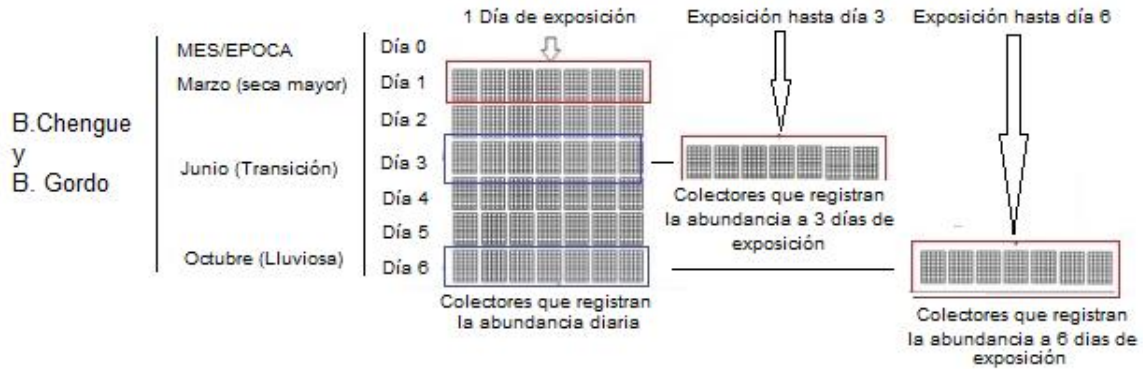 1 Día de exposición
Exposición hasta día 3
Exposición hasta día 6
MES/EPOCA
Día 0
Marzo (seca mayor)
Día 1
Día 2
B.Chengue
y
B. Gordo
Junio (Transición)
Día 3
Día 4
Día 5
Octubre (Lluviosa)
Día 6
Colectores que registran
la abundancia diaria
Colectores que registran
la abundancia a 3 días de
exposición
Colectores que registran
la abundancia a 6 dias de
exposición